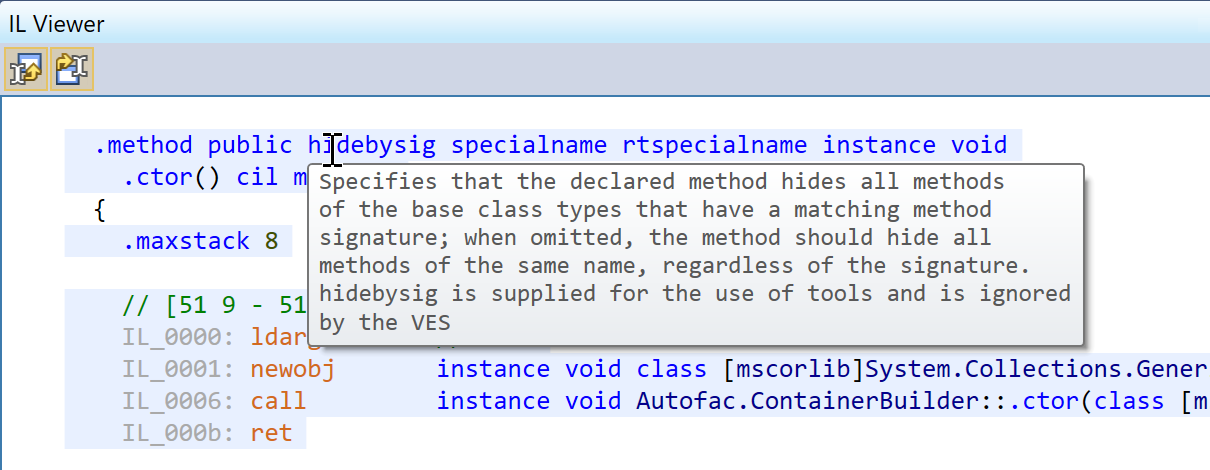 IL Viewer
.method public hidebysig specialname rtspecialname instance void
.ctor() cil m
Specifies that the declared method hides all methods
of the base class types that have a matching method
{
signature; when omitted, the method should hide all
.maxstack 8
methods of the same name, regardless of the signature.
hidebysig is supplied for the use of tools and is ignored
by the VES
// [51 9 - 51
IL_0000: ldarg
IL_0001: newobj instance void class [mscorlib]System.Collections.Gener
IL_0006: call instance void Autofac.ContainerBuilder::.ctor(class [m
IL_000b: ret